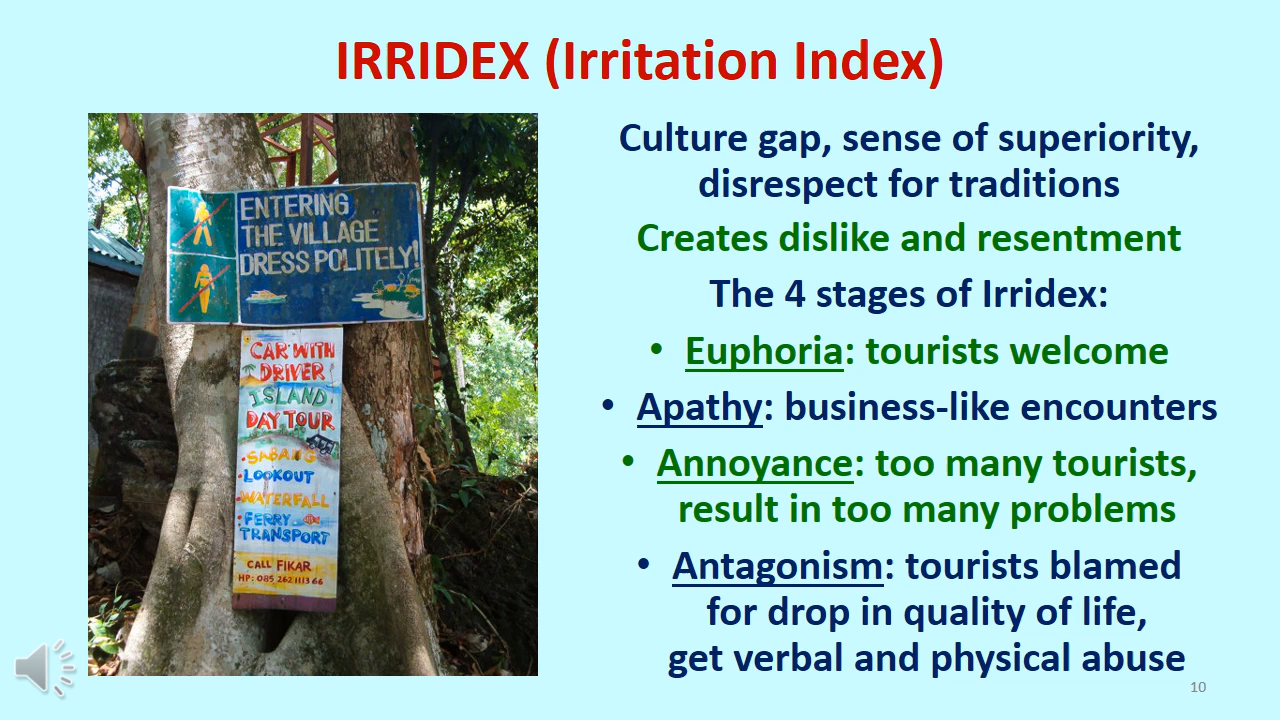 IRRIDEX (Irritation Index)
ENTERING
THE VILLAGE
DRESS POLITELY!
CAR WITH
DRIVER
ISLAND
DAY TOUR
• SABANG
• LOOKOUT
• WATERFALL
• FERRY
TRANSPORT
CALL FIKAR
HP: 085 262 1113 66
Culture gap, sense of superiority,
disrespect for traditions
Creates dislike and resentment
The 4 stages of Irridex:
• Euphoria: tourists welcome
• Apathy: business-like encounters
• Annoyance: too many tourists,
result in too many problems
• Antagonism: tourists blamed
for drop in quality of life,
get verbal and physical abuse
10